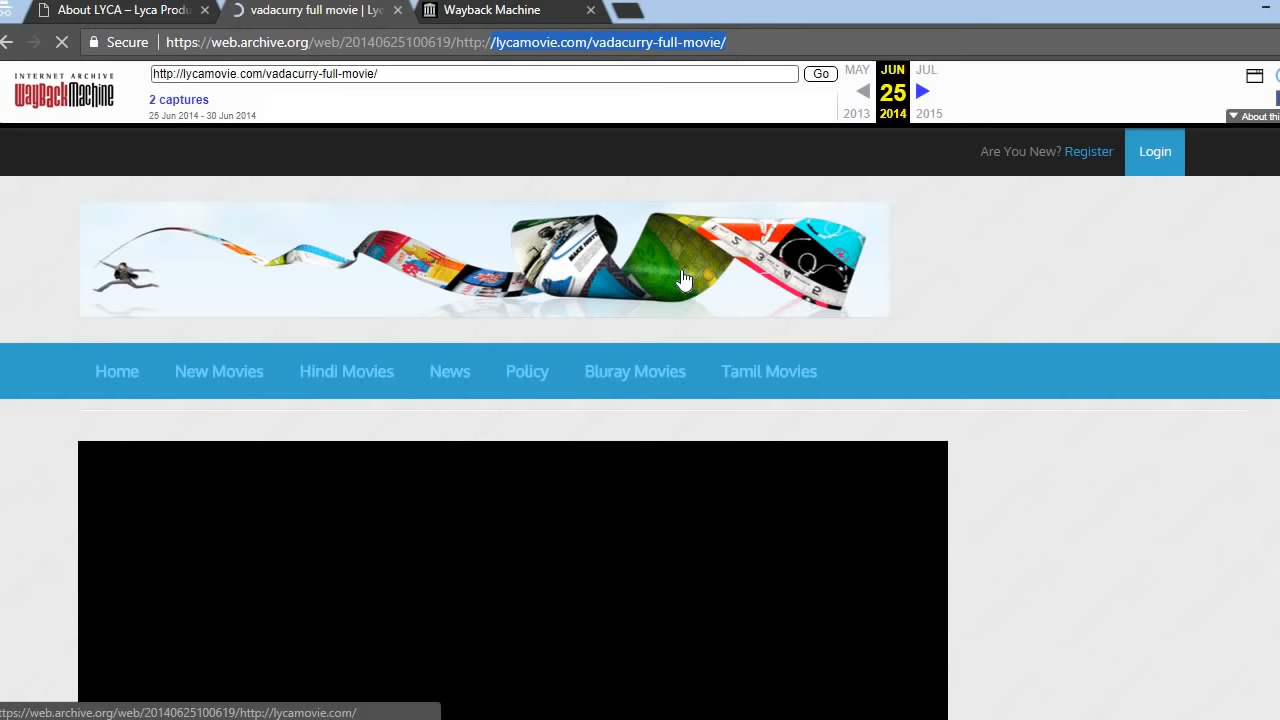 About LYCA – Lyca Produ
vadacurry full movie | Lyc
Wayback Machine
Secure
https://web.archive.org/web/20140625100619/http://lycamovie.com/vadacurry-full-movie/
INTERNET ARCHIVE
WayBackMachine
http://lycamovie.com/vadacurry-full-movie/
Go
MAY JUN JUL
2 captures
25
25 Jun 2014 - 30 Jun 2014
2013 2014 2015
About thi
Are You New? Register
Login
Home New Movies Hindi Movies News Policy Bluray Movies Tamil Movies
ttps://web.archive.org/web/20140625100619/http://lycamovie.com/